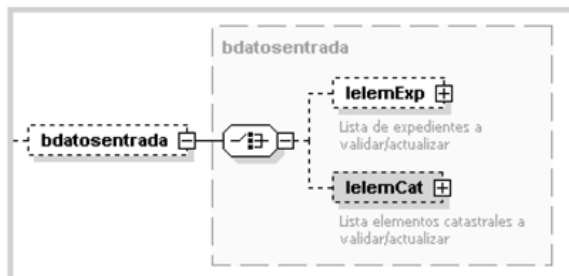 bdatosentrada
lelemExp
Lista de expedientes a
validar/actualizar
bdatosentrada
lelemCat
Lista elementos catastrales a
validar/actualizar